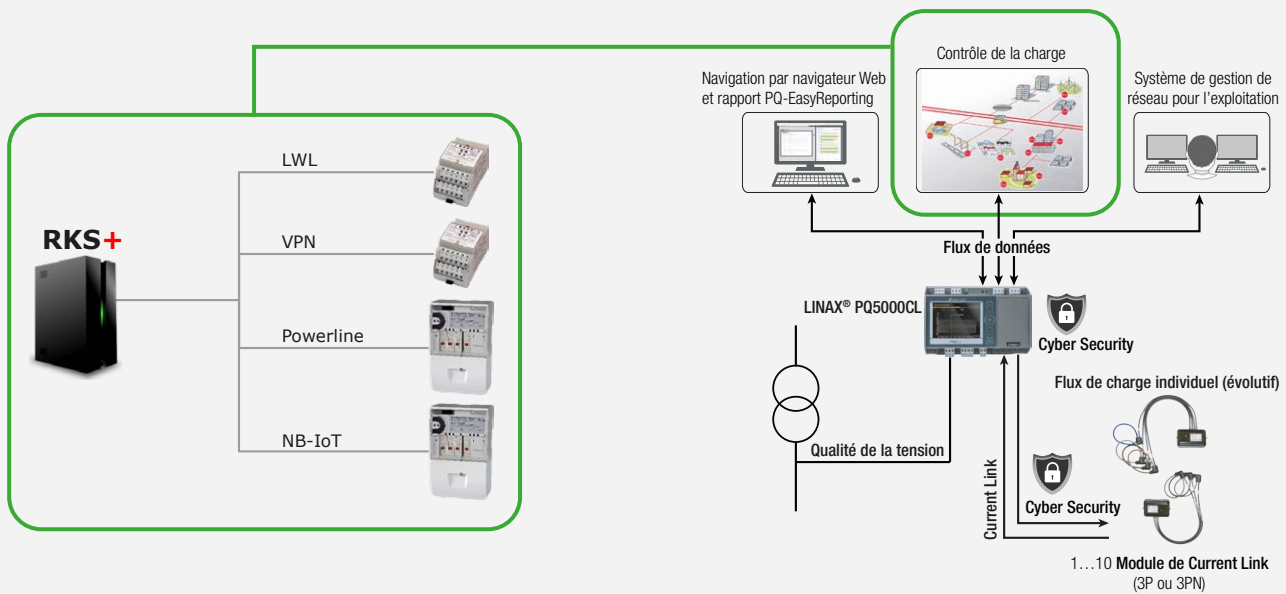 RKS+
LWL
VPN
Powerline
NB-IoT
Contrôle de la charge
Navigation par navigateur Web
et rapport PQ-EasyReporting
Système de gestion de
réseau pour l'exploitation
Flux de données
LINAX® PQ5000CL
Cyber Security
Flux de charge individuel (évolutif)
Qualité de la tension
Current Link
Cyber Security
1…10 Module de Current Link
(3P ou 3PN)